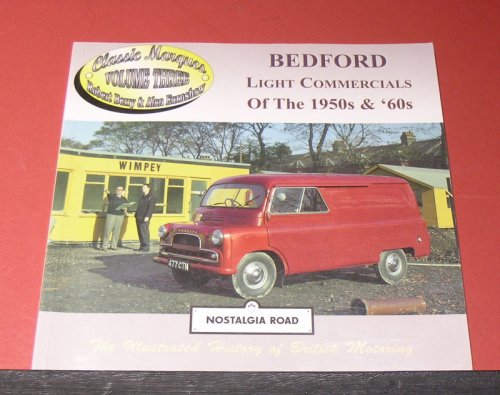 Classic Marques
VOLUME THREE
Robert Berry & Alan Earnshaw
BEDFORD
LIGHT COMMERCIALS
OF THE 1950s & ‘60s
WIMPEY
477CTM
NOSTALGIA ROAD
The Illustrated History of British Motoring